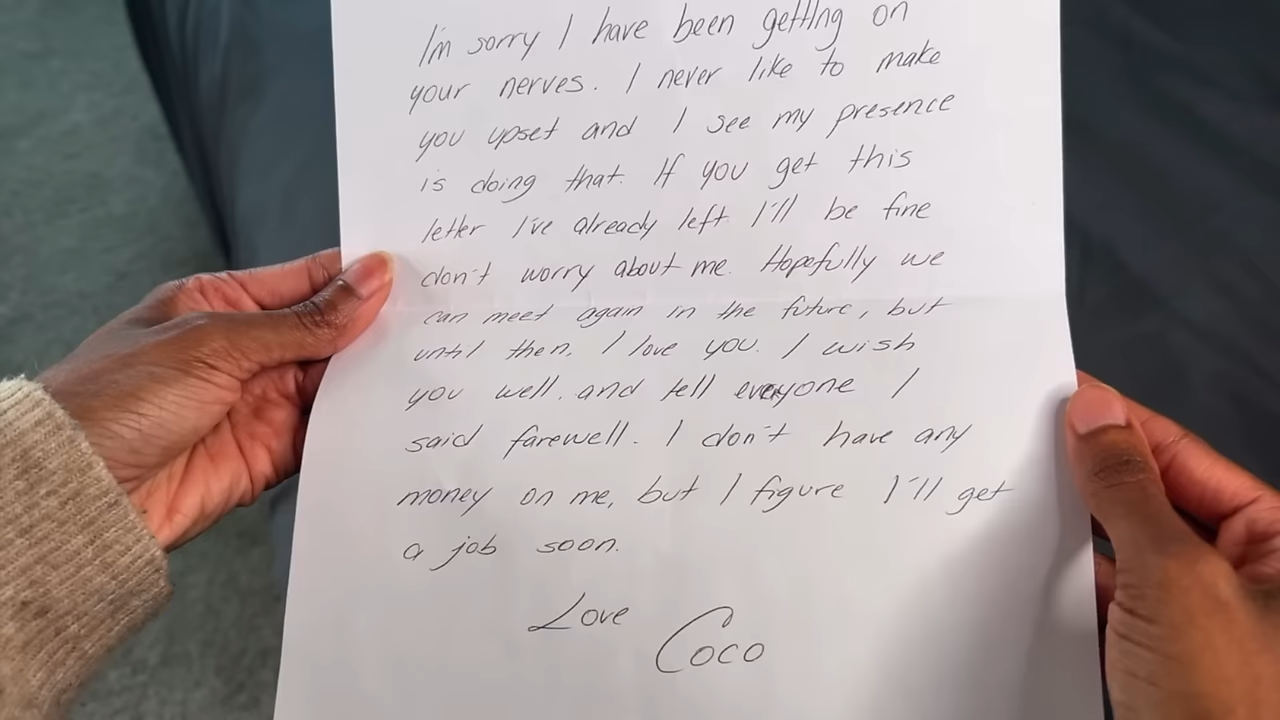 I'm sorry I have been getting on
your nerves. I never like to make
you upset and I see my presence
is doing that. If you get this
letter I've already left I'll be fine
don't worry about me. Hopefully we
can meet again in the future, but
until then, I love you. I wish
you well, and tell everyone I
said farewell. I don't have any
money on me, but I figure I'll get
a job soon.
Love
Coco